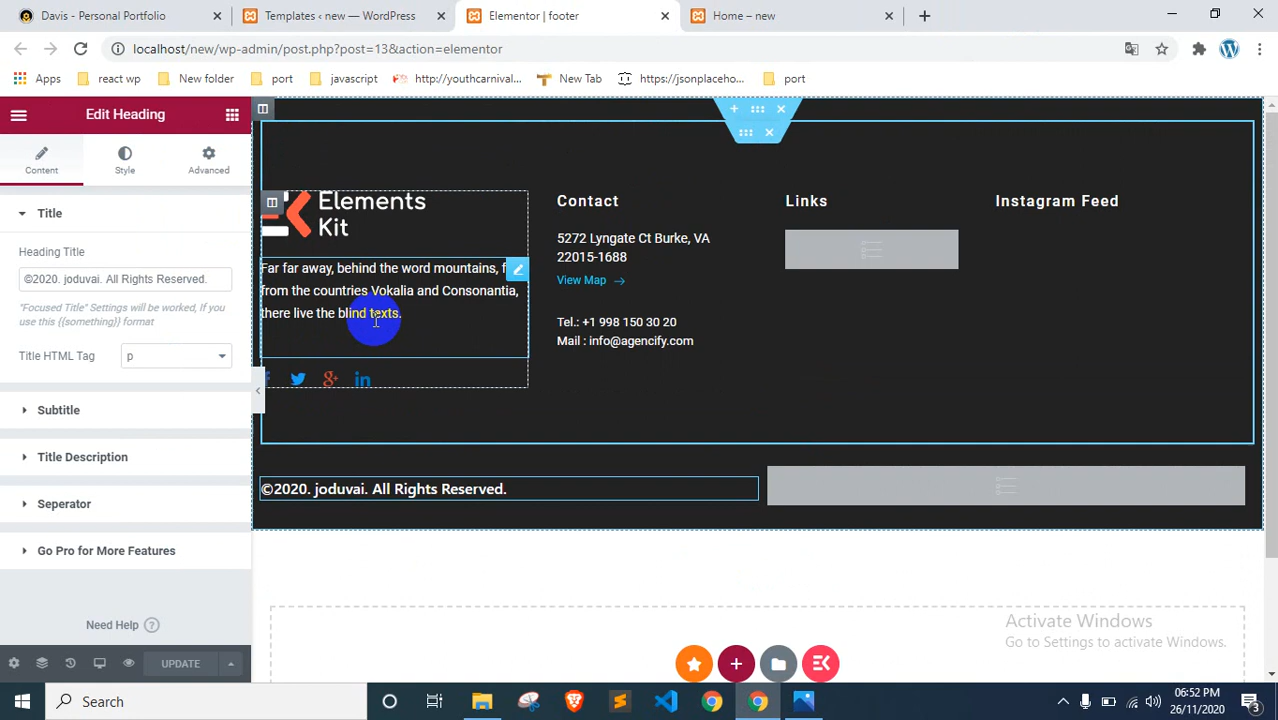 Davis - Personal Portfolio
Templates ‹ new — WordPress
Elementor | footer
Home – new
localhost/new/wp-admin/post.php?post=13&action=elementor
Apps
react wp
New folder
port
javascript
http://youthcarnival...
New Tab
https://jsonplaceho...
port
Edit Heading
Content
Style
Advanced
Title
Heading Title
©2020. joduvai. All Rights Reserved.
"Focused Title" Settings will be worked, If you
use this {{something}} format
Title HTML Tag
p
Subtitle
Title Description
Seperator
Go Pro for More Features
Need Help ?
UPDATE
Elements
Kit
Far far away, behind the word mountains, f
from the countries Vokalia and Consonantia,
there live the blind texts.
f
G+
in
Contact
5272 Lyngate Ct Burke, VA
22015-1688
View Map →
Tel.: +1 998 150 30 20
Mail : info@agencify.com
Links
Instagram Feed
©2020. joduvai. All Rights Reserved.
Activate Windows
Go to Settings to activate Windows.
Search
06:52 PM
26/11/2020
3